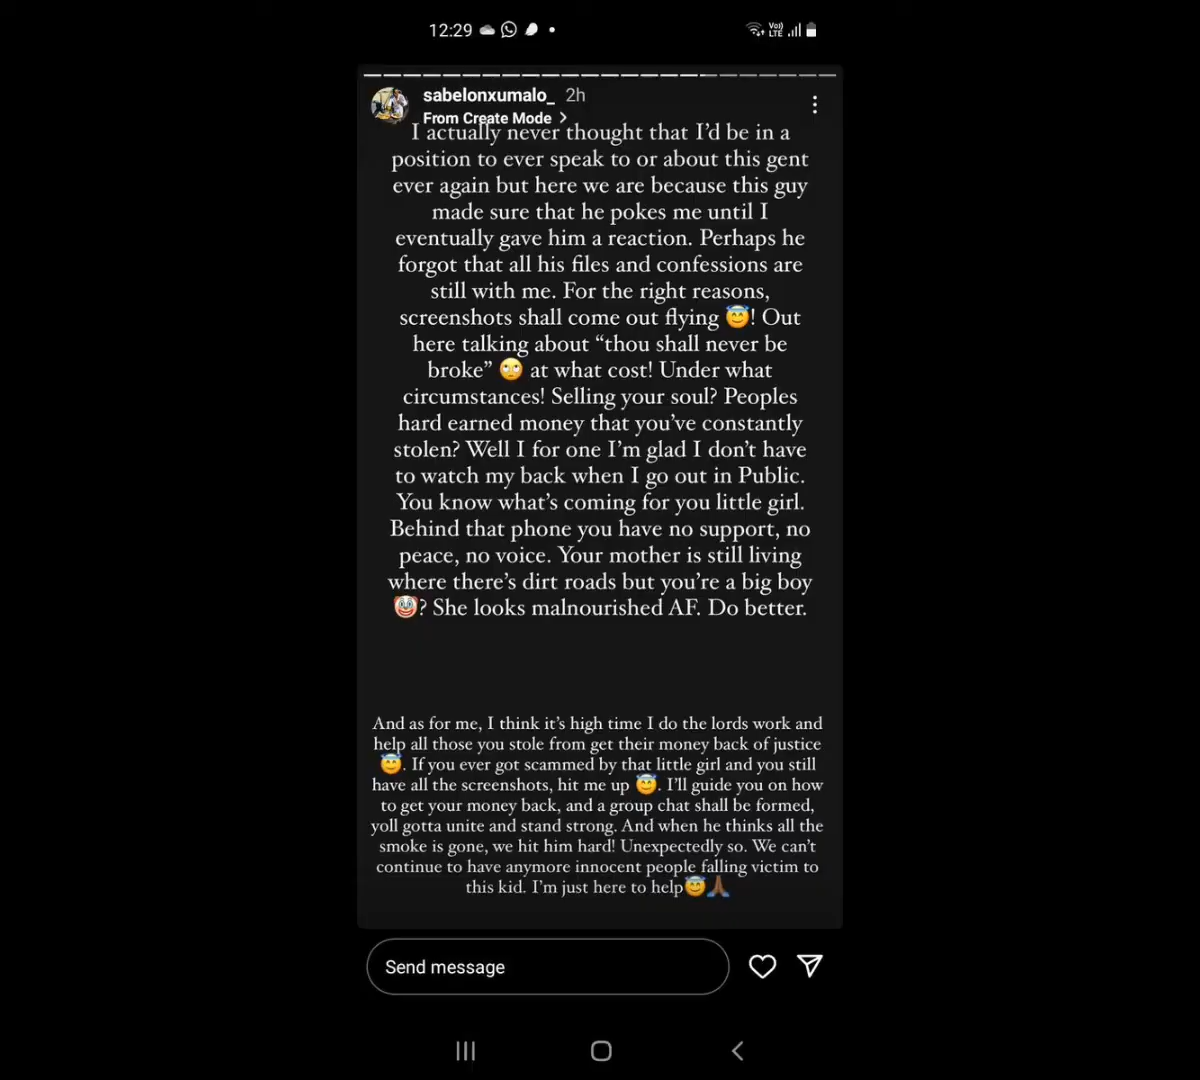 12:29
Vo) LTE
sabelonxumalo_ 2h
From Create Mode >
I actually never thought that I'd be in a
position to ever speak to or about this gent
ever again but here we are because this guy
made sure that he pokes me until I
eventually gave him a reaction. Perhaps he
forgot that all his files and confessions are
still with me. For the right reasons,
screenshots shall come out flying 😇! Out
here talking about “thou shall never be
broke” 🙄 at what cost! Under what
circumstances! Selling your soul? Peoples
hard earned money that you've constantly
stolen? Well I for one I'm glad I don't have
to watch my back when I go out in Public.
You know what's coming for you little girl.
Behind that phone you have no support, no
peace, no voice. Your mother is still living
where there's dirt roads but you're a big boy
🤡? She looks malnourished AF. Do better.
And as for me, I think it's high time I do the lords work and
help all those you stole from get their money back of justice
😇. If you ever got scammed by that little girl and you still
have all the screenshots, hit me up 😇. I'll guide you on how
to get your money back, and a group chat shall be formed,
yoll gotta unite and stand strong. And when he thinks all the
smoke is gone, we hit him hard! Unexpectedly so. We can't
continue to have anymore innocent people falling victim to
this kid. I'm just here to help😇🙏🏾
Send message